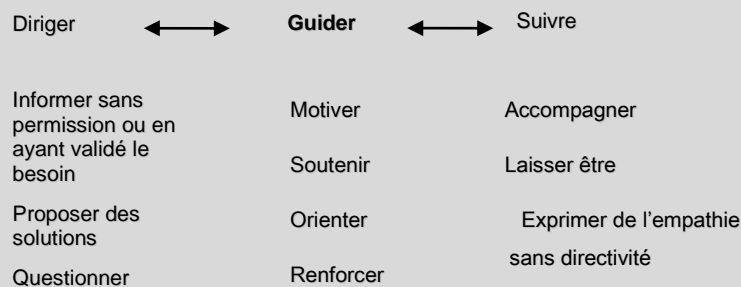 Diriger
Guider
Suivre
Informer sans
permission ou en
ayant validé le
besoin
Proposer des
solutions
Questionner
Motiver
Soutenir
Orienter
Renforcer
Accompagner
Laisser être
Exprimer de l'empathie
sans directivité